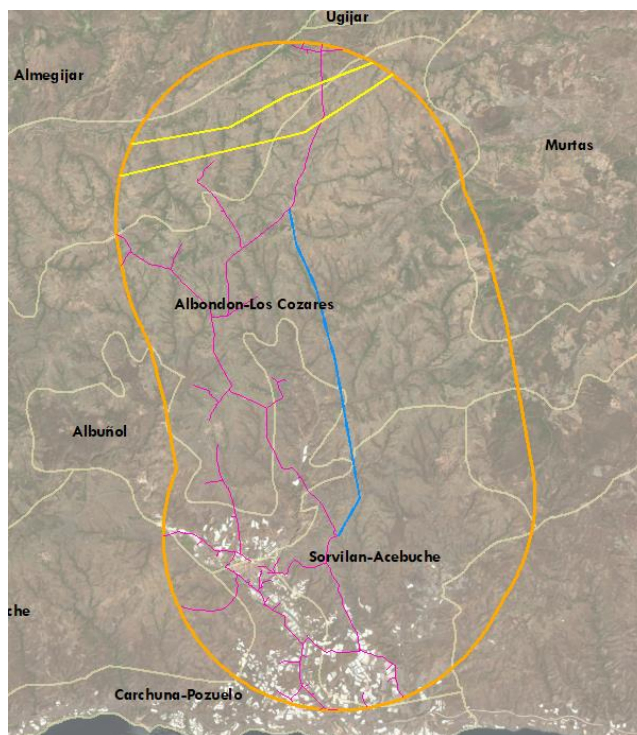 Ugijar
Almegijar
Murtas
Albondon-Los Cozares
Albuñol
Sorvilan-Acebuche
che
Carchuna-Pozuelo